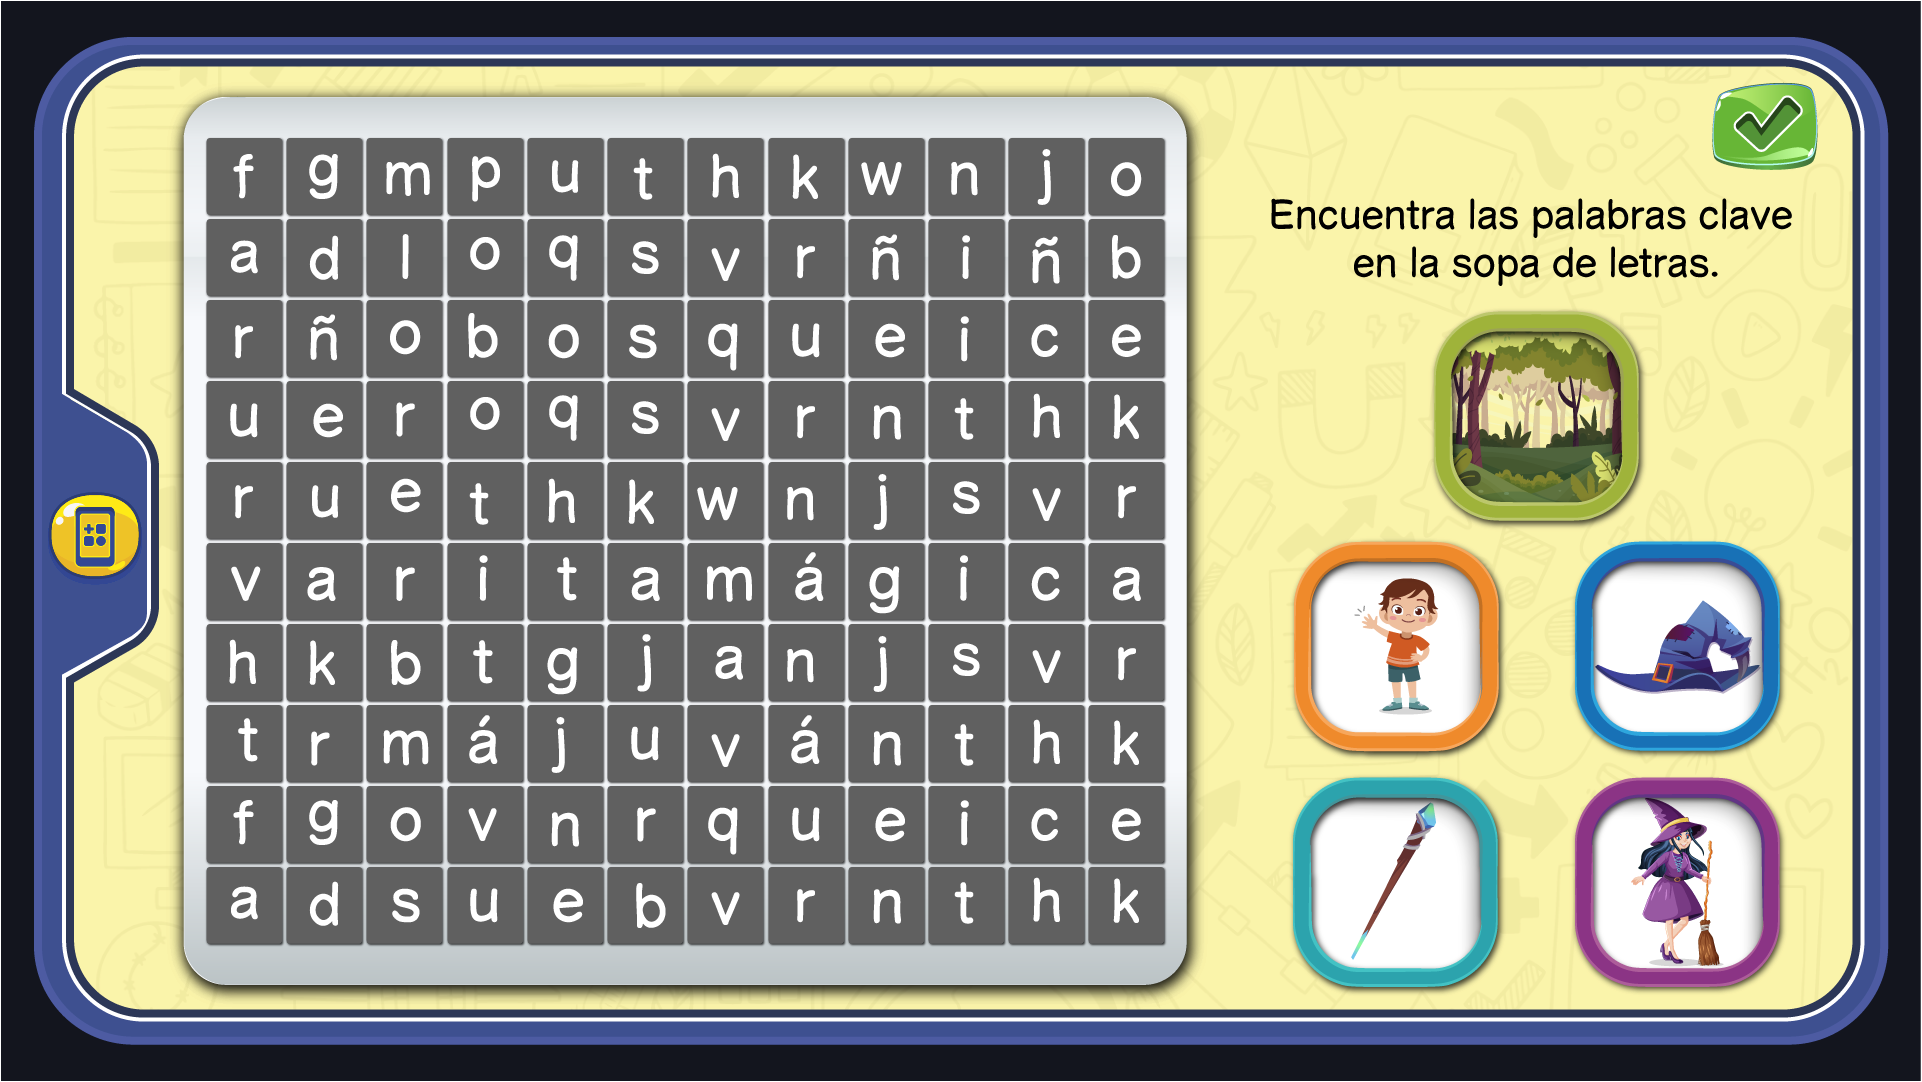 f g m p u t h k w n j o
a d l o q s v r ñ i ñ b
r ñ o b o s q u e i c e
u e r o q s v r n t h k
r u e t h k w n j s v r
v a r i t a m á g i c a
h k b t g j a n j s v r
t r m á j u v á n t h k
f g o v n r q u e i c e
a d s u e b v r n t h k
Encuentra las palabras clave
en la sopa de letras.